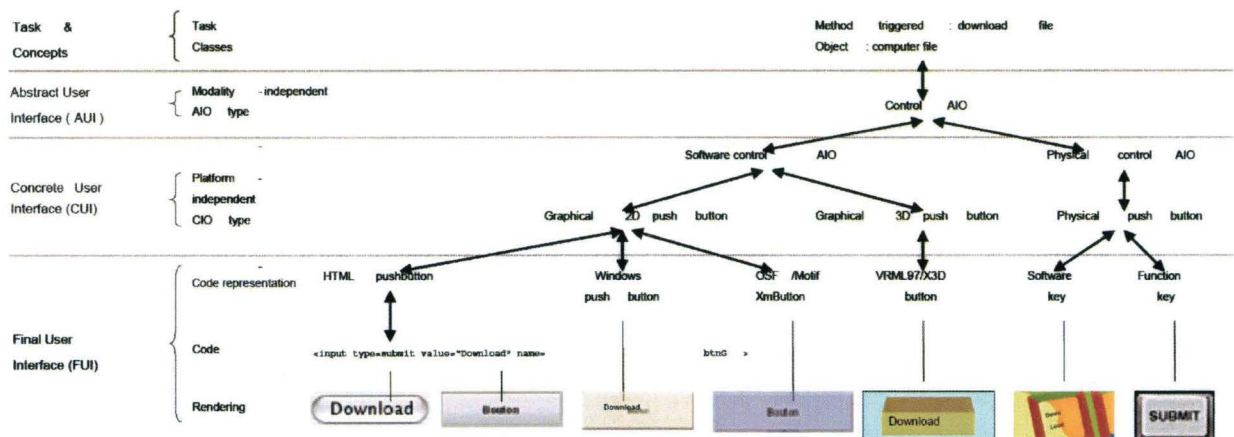 Task &
Concepts
Task
Classes
Method triggered : download file
Object : computer file
Abstract User
Interface ( AUI )
Modality - independent
AIO type
Control AIO
Software control AIO
Physical control AIO
Concrete User
Interface (CUI)
Platform -
independent
CIO type
Graphical 2D push button
Graphical 3D push button
Physical push button
Final User
Interface (FUI)
Code representation
HTML pushbutton
Windows
push button
OSF /Motif
XmButton
VRML97/X3D
button
Software
key
Function
key
Code
<input type=submit value="Download" name=
btnG >
Rendering
Download
Bouton
Download
Bouton
Download
Down
Load
SUBMIT